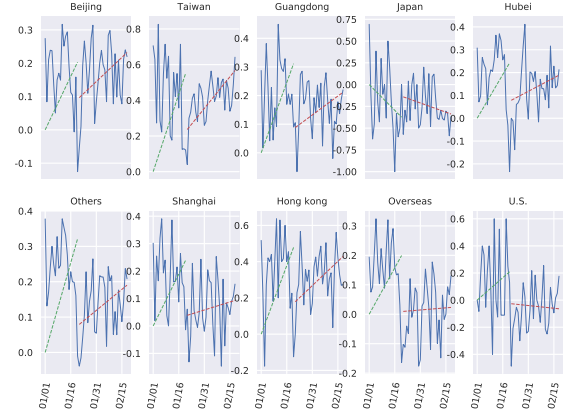 Beijing Taiwan Guangdong Japan Hubei
0.3 0.8 0.4 0.75 0.4
0.2 0.6 0.3 0.50 0.3
0.1 0.4 0.2 0.25 0.2
0.0 0.2 0.1 0.00 0.1
-0.1 0.0 0.0 -0.25 0.0
-0.50 -0.1
-0.75 -0.2
-1.00
Others Shanghai Hong kong Overseas U.S.
0.4 0.4 0.6 0.3 0.6
0.3 0.3 0.4 0.2 0.4
0.2 0.2 0.2 0.1 0.2
0.1 0.1 0.0 0.0 0.0
0.0 0.0 -0.2 -0.1 -0.2
-0.1 -0.2 -0.4
01/01 01/16 01/31 02/15 01/01 01/16 01/31 02/15 01/01 01/16 01/31 02/15 01/01 01/16 01/31 02/15 01/01 01/16 01/31 02/15